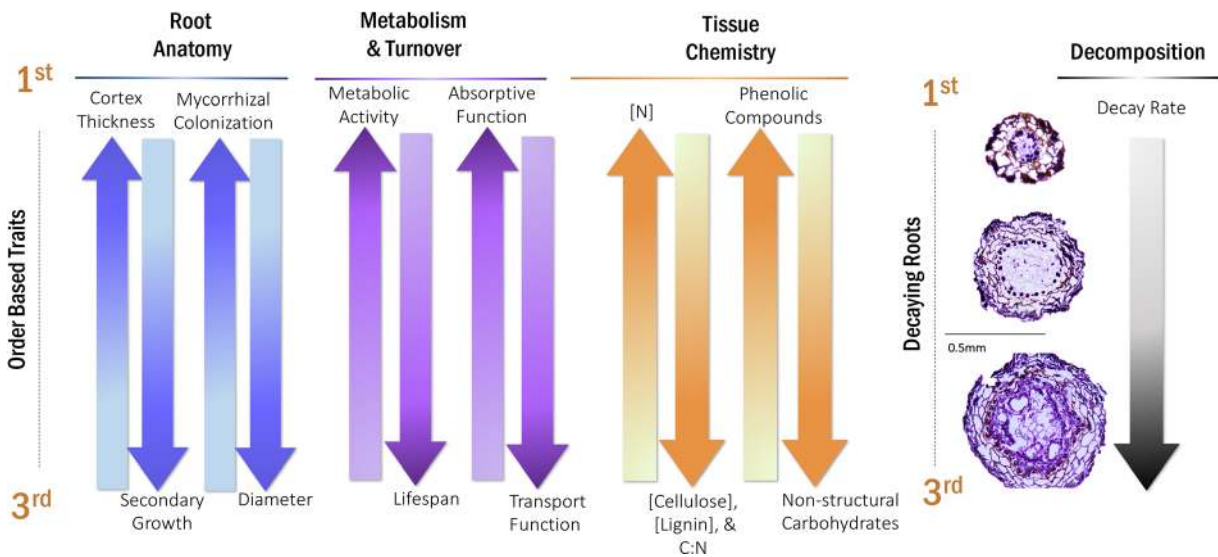 Root
Anatomy
Metabolism
& Turnover
Tissue
Chemistry
Decomposition
1st
1st
Cortex
Thickness
Mycorrhizal
Colonization
Metabolic
Activity
Absorptive
Function
[N]
Phenolic
Compounds
Decay Rate
Order Based Traits
Decaying Roots
0.5mm
3rd
3rd
Secondary
Growth
Diameter
Lifespan
Transport
Function
[Cellulose],
[Lignin], &
C:N
Non-structural
Carbohydrates